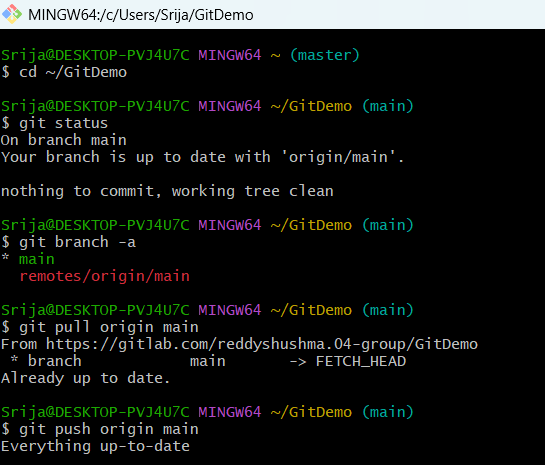 MINGW64:/c/Users/Srija/GitDemo
Srija@DESKTOP-PVJ4U7C MINGW64 ~ (master)
$ cd ~/GitDemo
Srija@DESKTOP-PVJ4U7C MINGW64 ~/GitDemo (main)
$ git status
On branch main
Your branch is up to date with 'origin/main'.
nothing to commit, working tree clean
Srija@DESKTOP-PVJ4U7C MINGW64 ~/GitDemo (main)
$ git branch -a
* main
  remotes/origin/main
Srija@DESKTOP-PVJ4U7C MINGW64 ~/GitDemo (main)
$ git pull origin main
From https://gitlab.com/reddyshushma.04-group/GitDemo
 * branch            main       -> FETCH_HEAD
Already up to date.
Srija@DESKTOP-PVJ4U7C MINGW64 ~/GitDemo (main)
$ git push origin main
Everything up-to-date